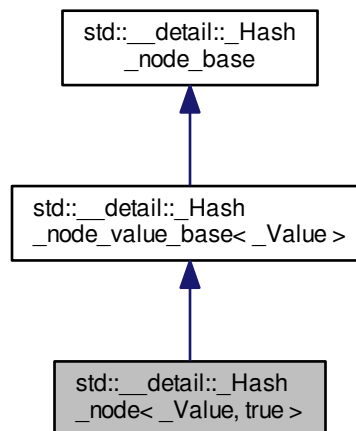 std::__detail::_Hash
_node_base
std::__detail::_Hash
_node_value_base< _Value >
std::__detail::_Hash
_node< _Value, true >